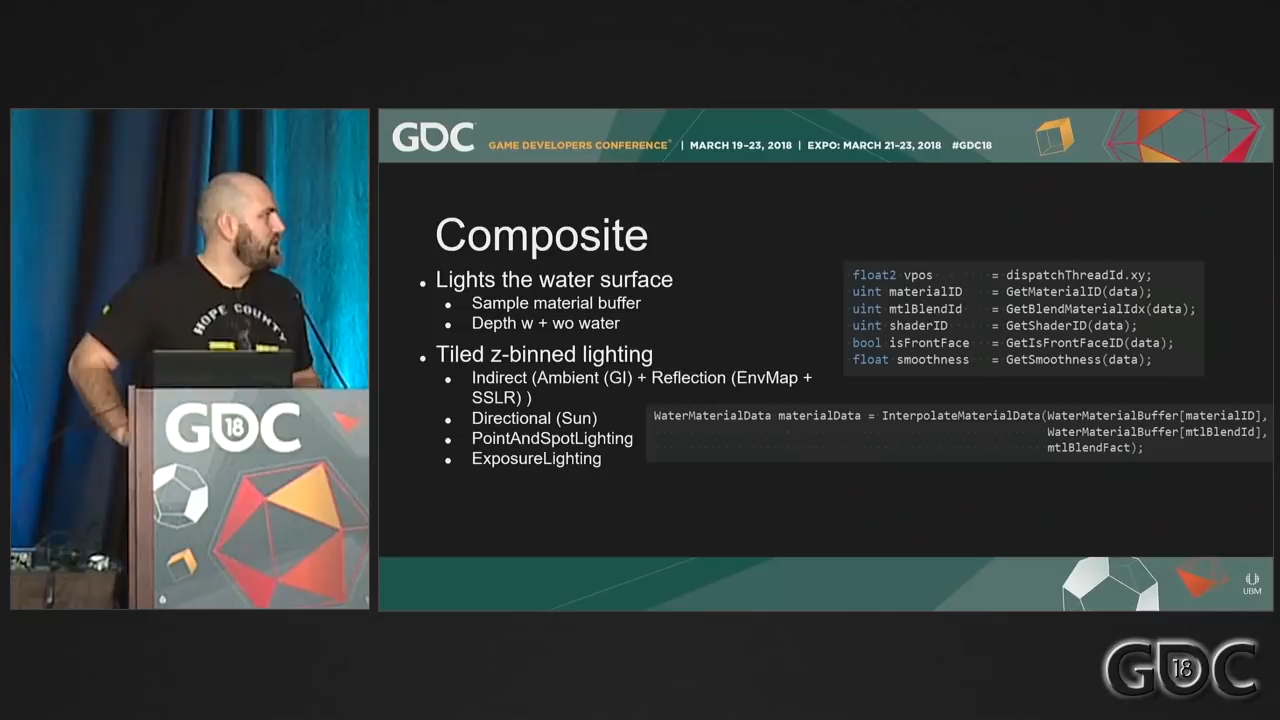 GDC
GAME DEVELOPERS CONFERENCE® | MARCH 19–23, 2018 | EXPO: MARCH 21–23, 2018 #GDC18
Composite
• Lights the water surface
• Sample material buffer
• Depth w + wo water
• Tiled z-binned lighting
• Indirect (Ambient (GI) + Reflection (EnvMap +
SSLR) )
• Directional (Sun)
• PointAndSpotLighting
• ExposureLighting
float2 vpos = dispatchThreadId.xy;
uint materialID = GetMaterialID(data);
uint mtlBlendId = GetBlendMaterialIdx(data);
uint shaderID = GetShaderID(data);
bool isFrontFace = GetIsFrontFaceID(data);
float smoothness = GetSmoothness(data);
WaterMaterialData materialData = InterpolateMaterialData(WaterMaterialBuffer[materialID],
WaterMaterialBuffer[mtlBlendId],
mtlBlendFact);
HOPE COUNTY
GDC
18
UBM
GDC
18